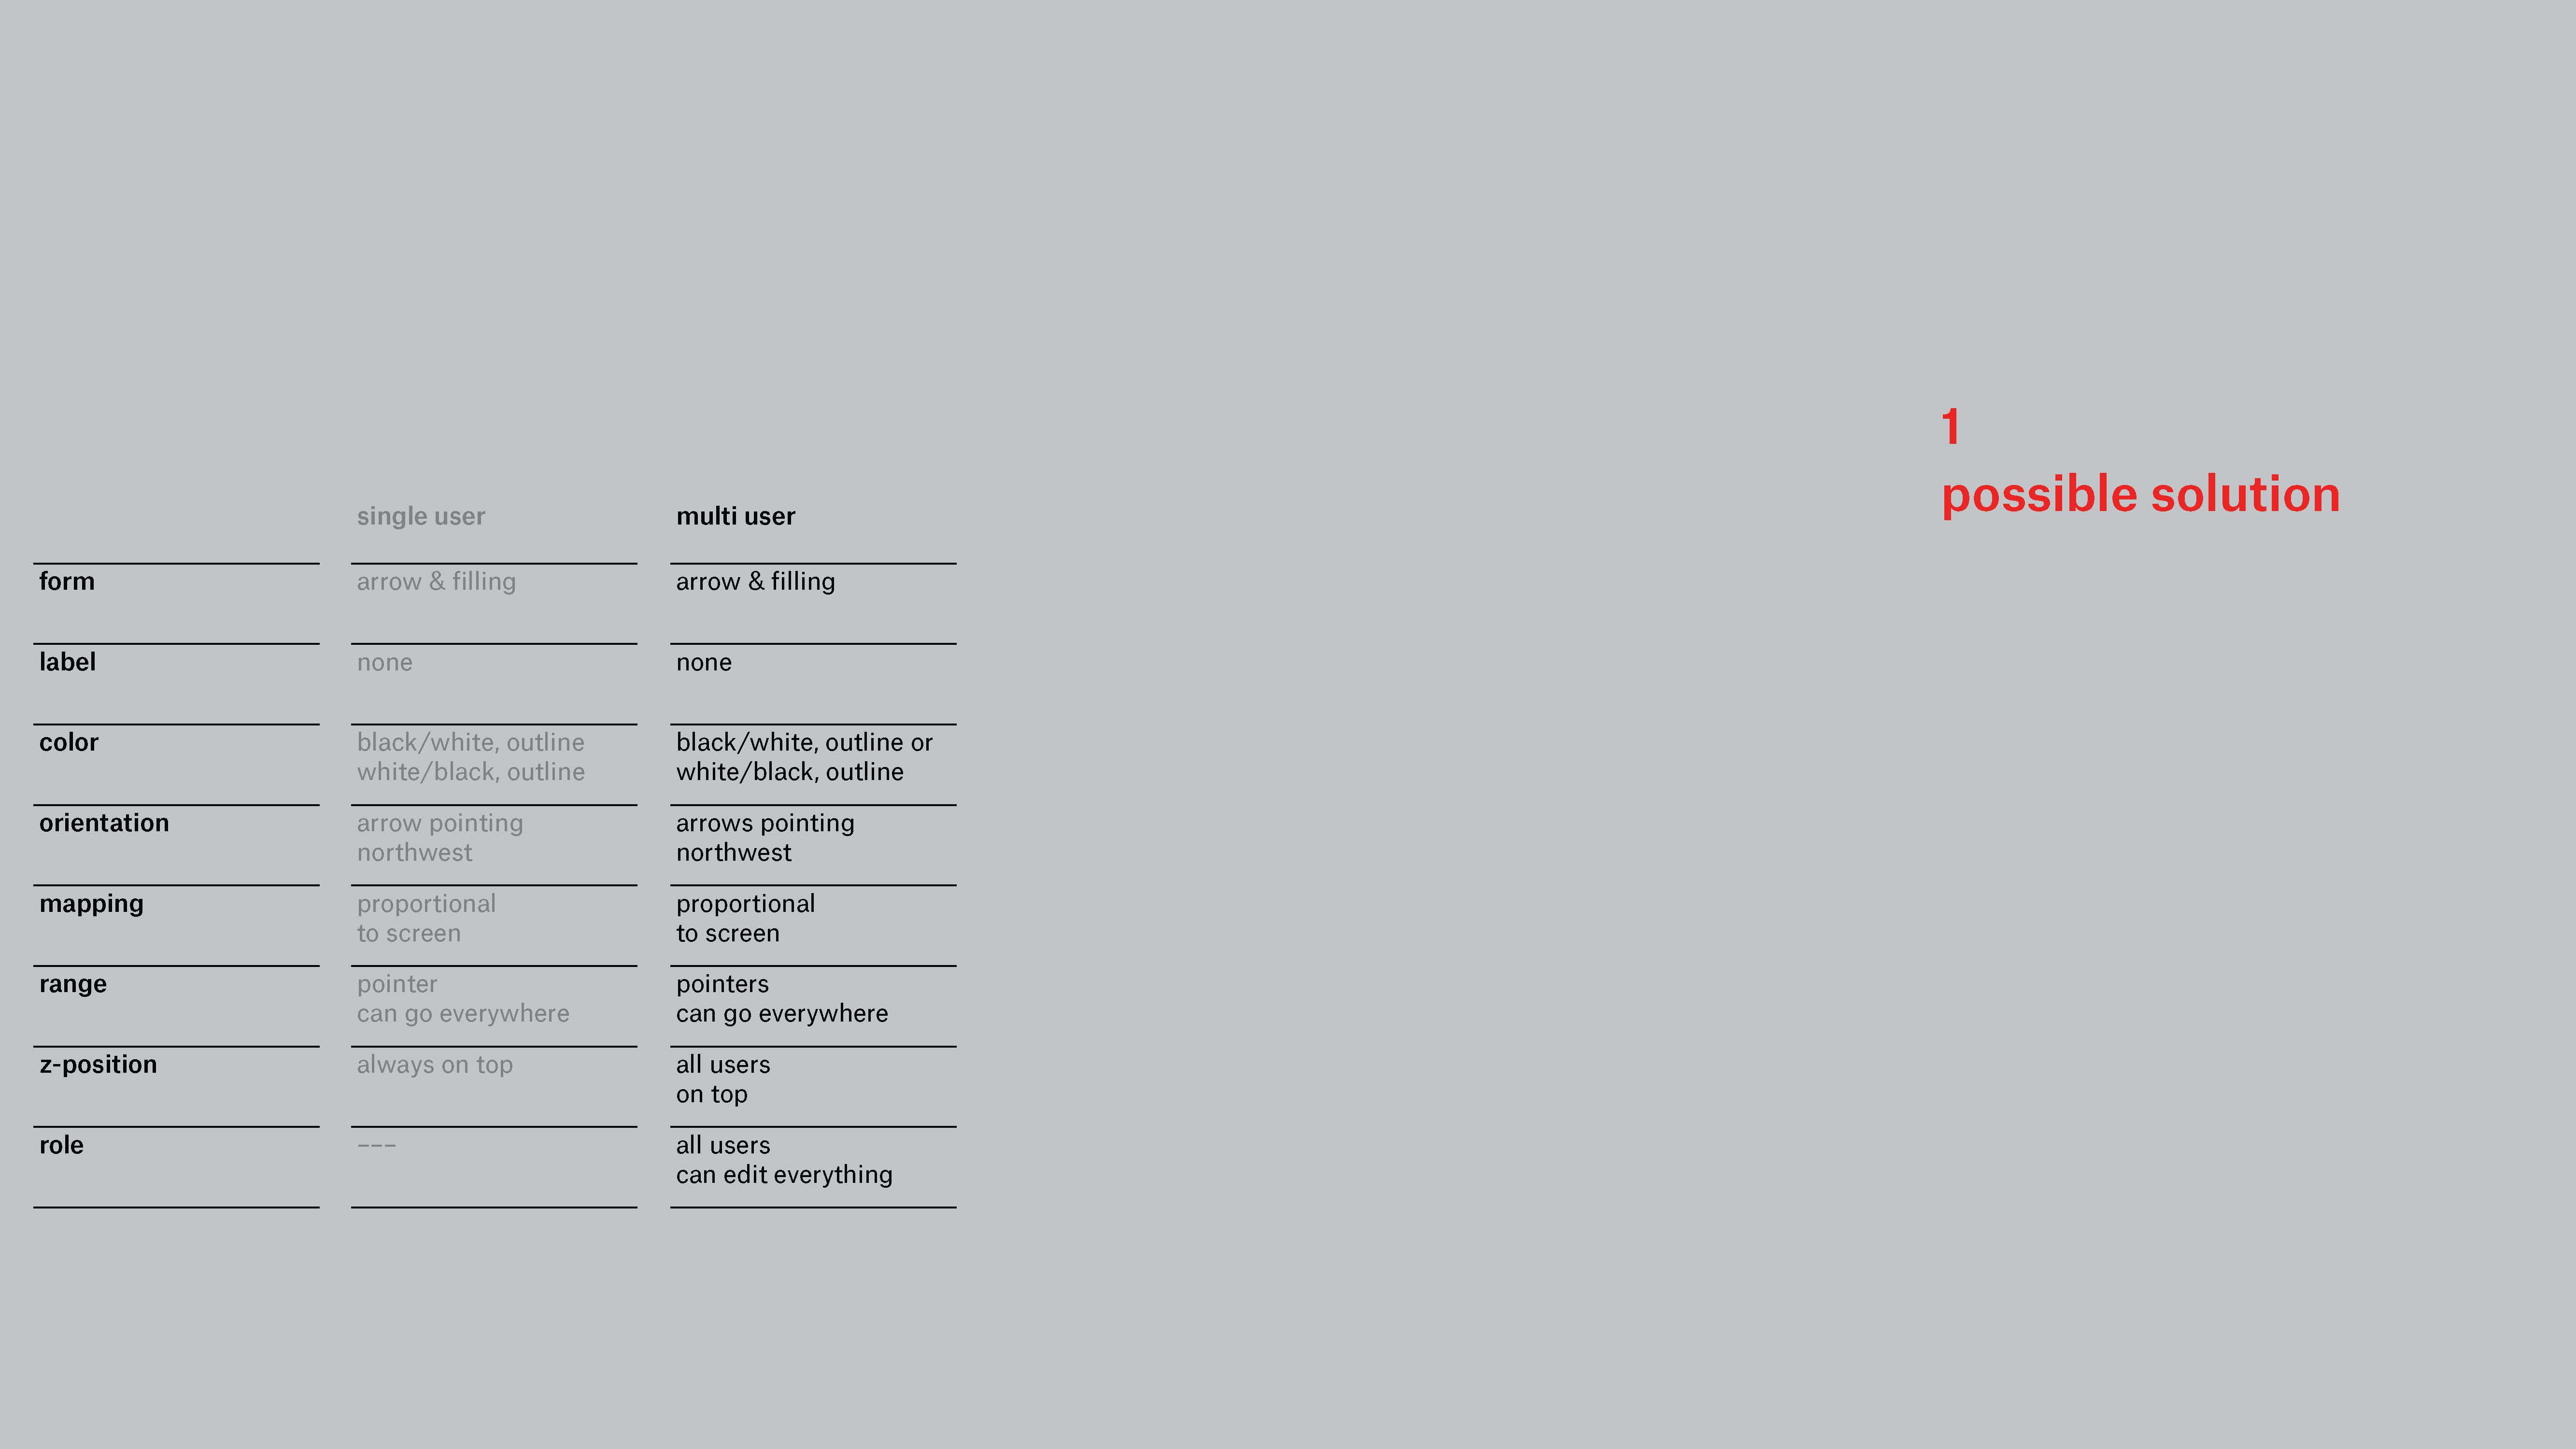 1
possible solution
single user multi user
form arrow & filling arrow & filling
label none none
color black/white, outline black/white, outline or
white/black, outline white/black, outline
orientation arrow pointing arrows pointing
northwest northwest
mapping proportional proportional
to screen to screen
range pointer pointers
can go everywhere can go everywhere
z-position always on top all users
on top
role --- all users
can edit everything